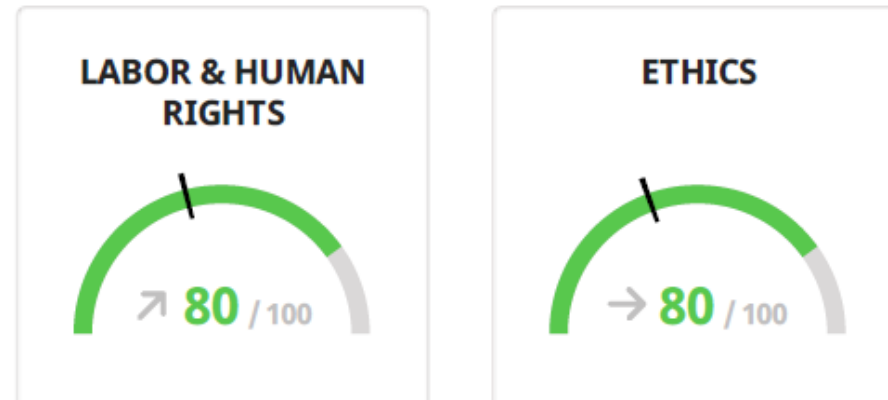 LABOR & HUMAN
RIGHTS
80 / 100
ETHICS
80 / 100